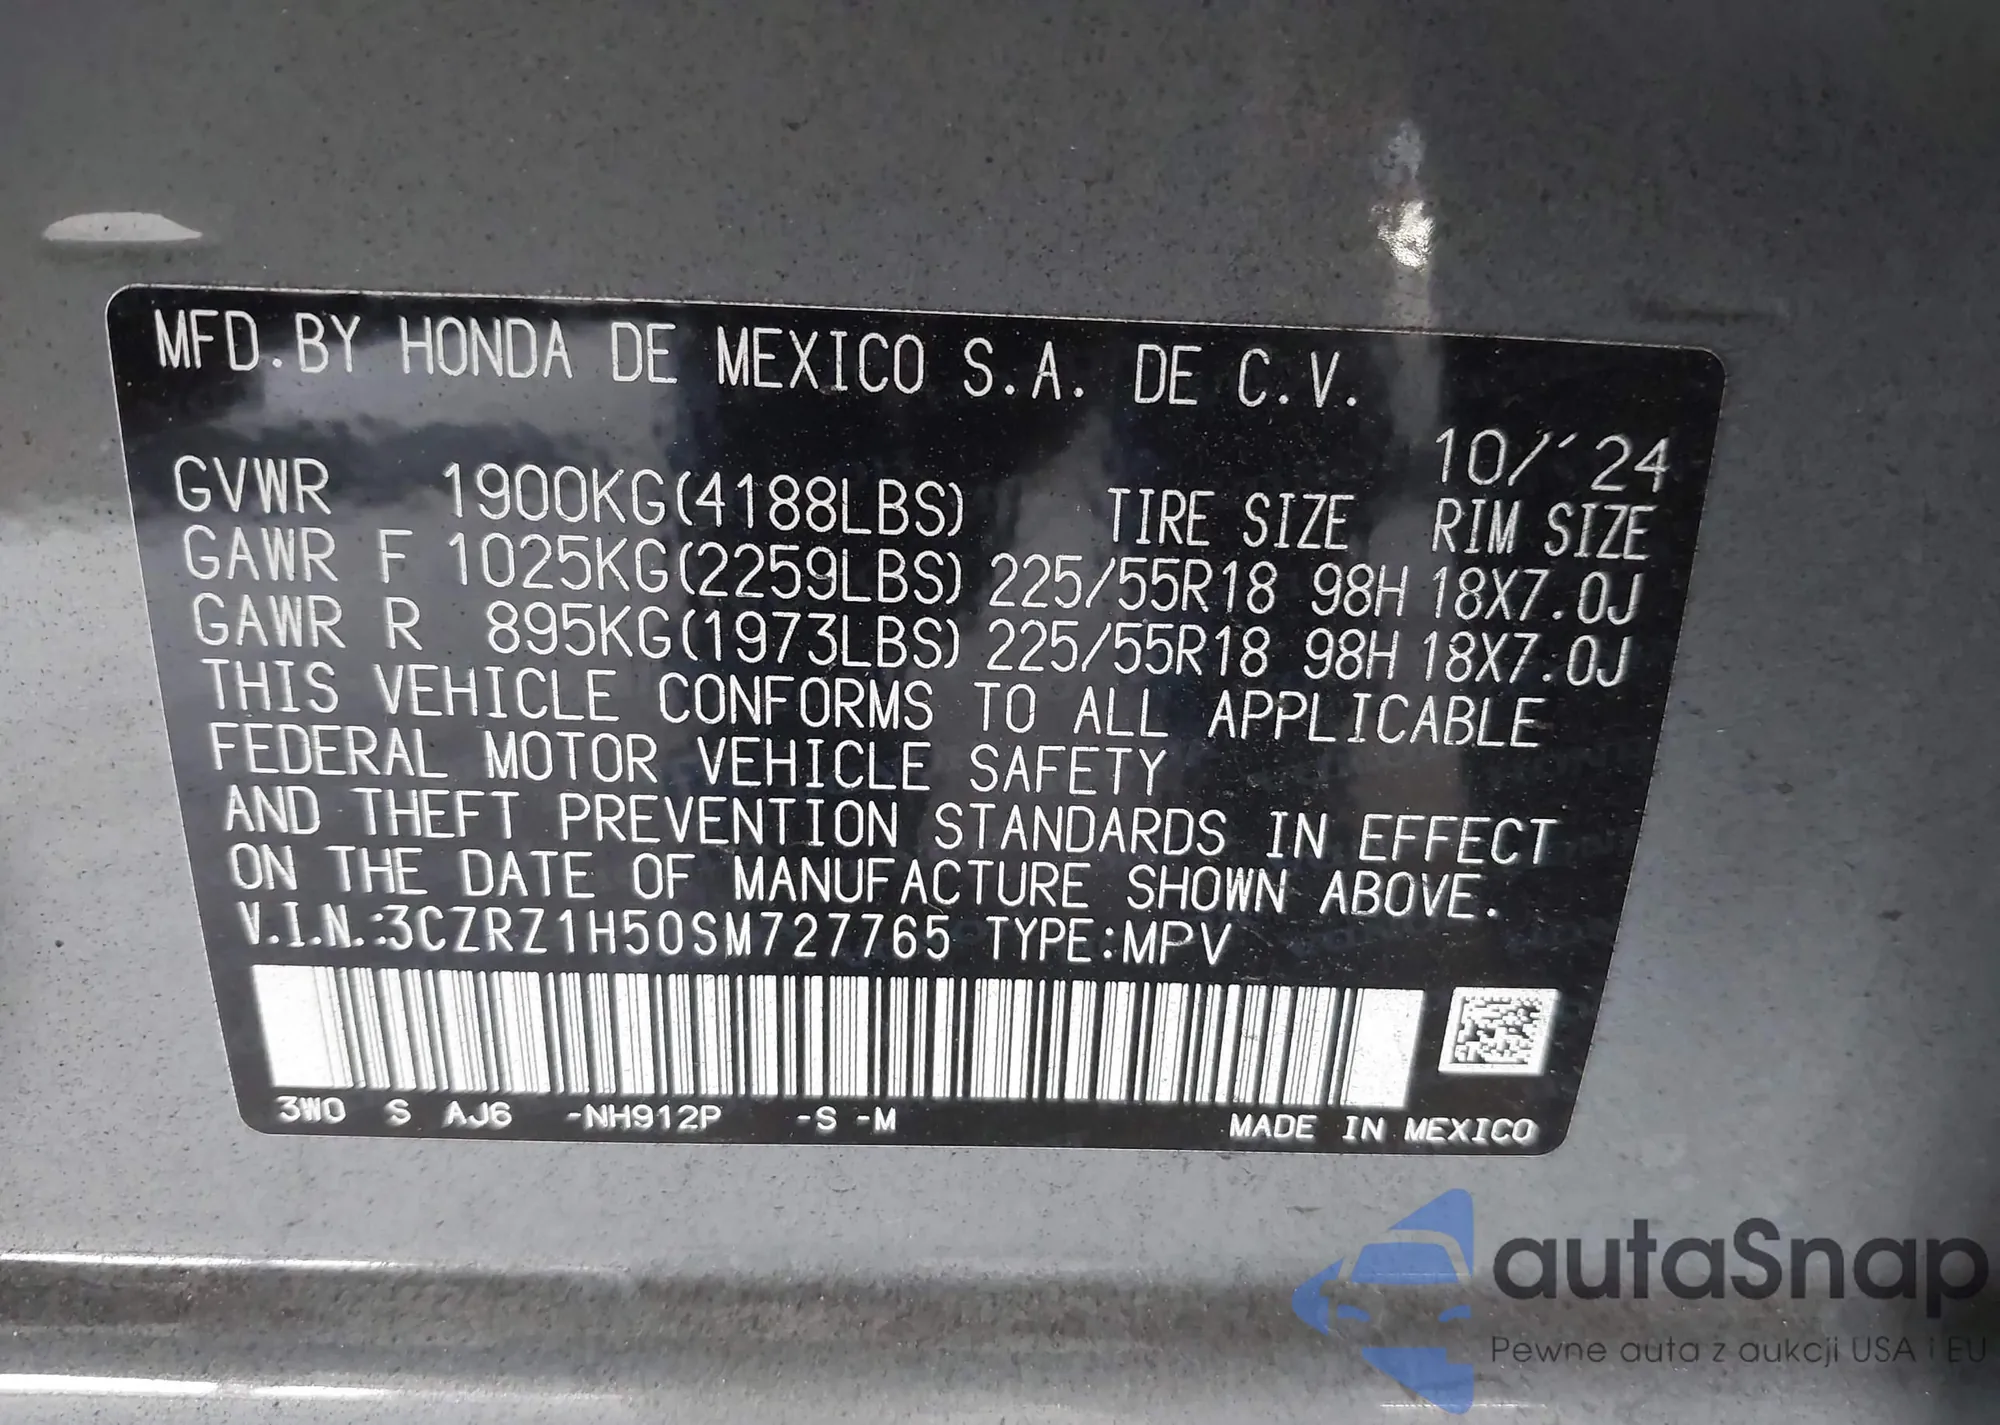 MFD.BY HONDA DE MEXICO S.A. DE C.V.
10/´24
GVWR 1900KG(4188LBS) TIRE SIZE RIM SIZE
GAWR F 1025KG(2259LBS) 225/55R18 98H 18X7.0J
GAWR R 895KG(1973LBS) 225/55R18 98H 18X7.0J
THIS VEHICLE CONFORMS TO ALL APPLICABLE
FEDERAL MOTOR VEHICLE SAFETY
AND THEFT PREVENTION STANDARDS IN EFFECT
ON THE DATE OF MANUFACTURE SHOWN ABOVE.
V.I.N.:3CZRZ1H50SM727765 TYPE:MPV
3W0 S AJ6 -NH912P -S -M MADE IN MEXICO
autaSnap
Pewne auta z aukcji USA i EU